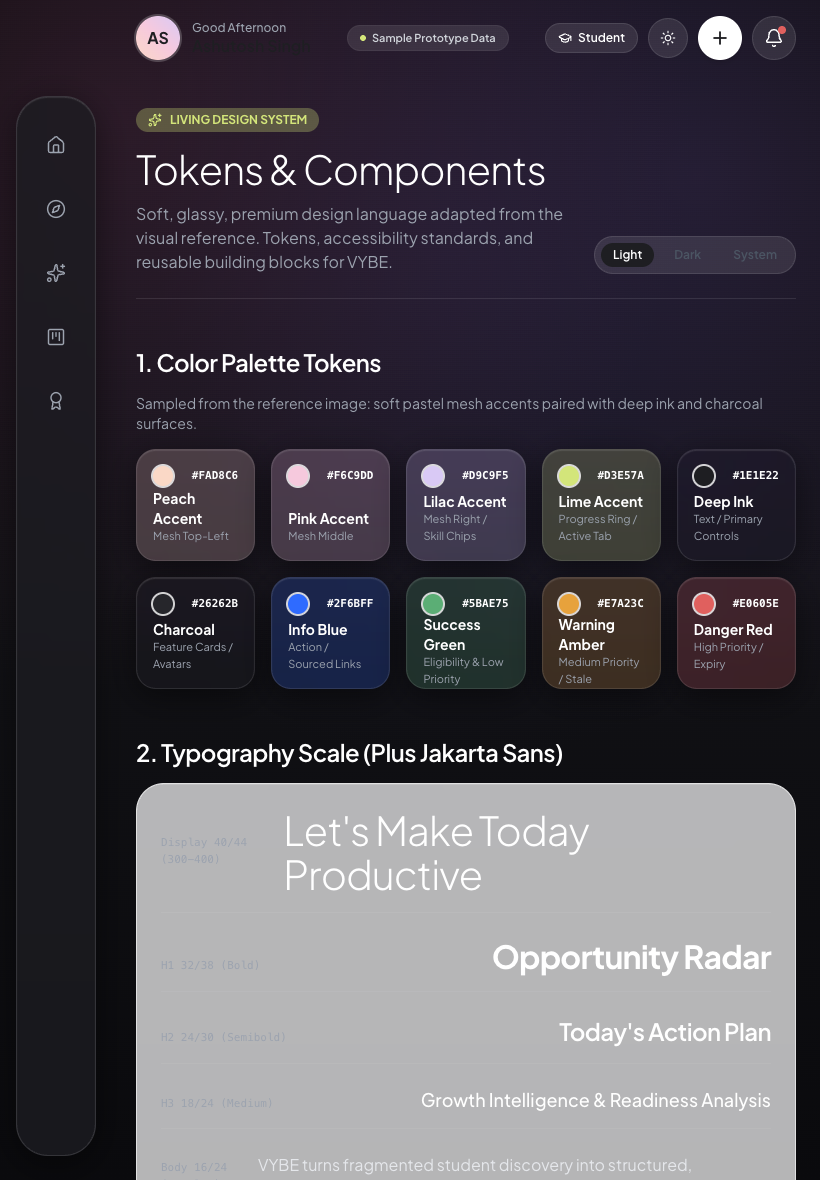 AS
Good Afternoon
Sample Prototype Data
Student
LIVING DESIGN SYSTEM
Tokens & Components
Soft, glassy, premium design language adapted from the
visual reference. Tokens, accessibility standards, and
reusable building blocks for VYBE.
Light
Dark
System
1. Color Palette Tokens
Sampled from the reference image: soft pastel mesh accents paired with deep ink and charcoal
surfaces.
#FAD8C6
Peach
Accent
Mesh Top-Left
#F6C9DD
Pink Accent
Mesh Middle
#D9C9F5
Lilac Accent
Mesh Right /
Skill Chips
#D3E57A
Lime Accent
Progress Ring /
Active Tab
#1E1E22
Deep Ink
Text / Primary
Controls
#26262B
Charcoal
Feature Cards /
Avatars
#2F6BFF
Info Blue
Action /
Sourced Links
#5BAE75
Success
Green
Eligibility & Low
Priority
#E7A23C
Warning
Amber
Medium Priority
/ Stale
#E0605E
Danger Red
High Priority /
Expiry
2. Typography Scale (Plus Jakarta Sans)
Display 40/44
(300-400)
Let's Make Today
Productive
H1 32/38 (Bold)
Opportunity Radar
H2 24/30 (Semibold)
Today's Action Plan
H3 18/24 (Medium)
Growth Intelligence & Readiness Analysis
Body 16/24
VYBE turns fragmented student discovery into structured,